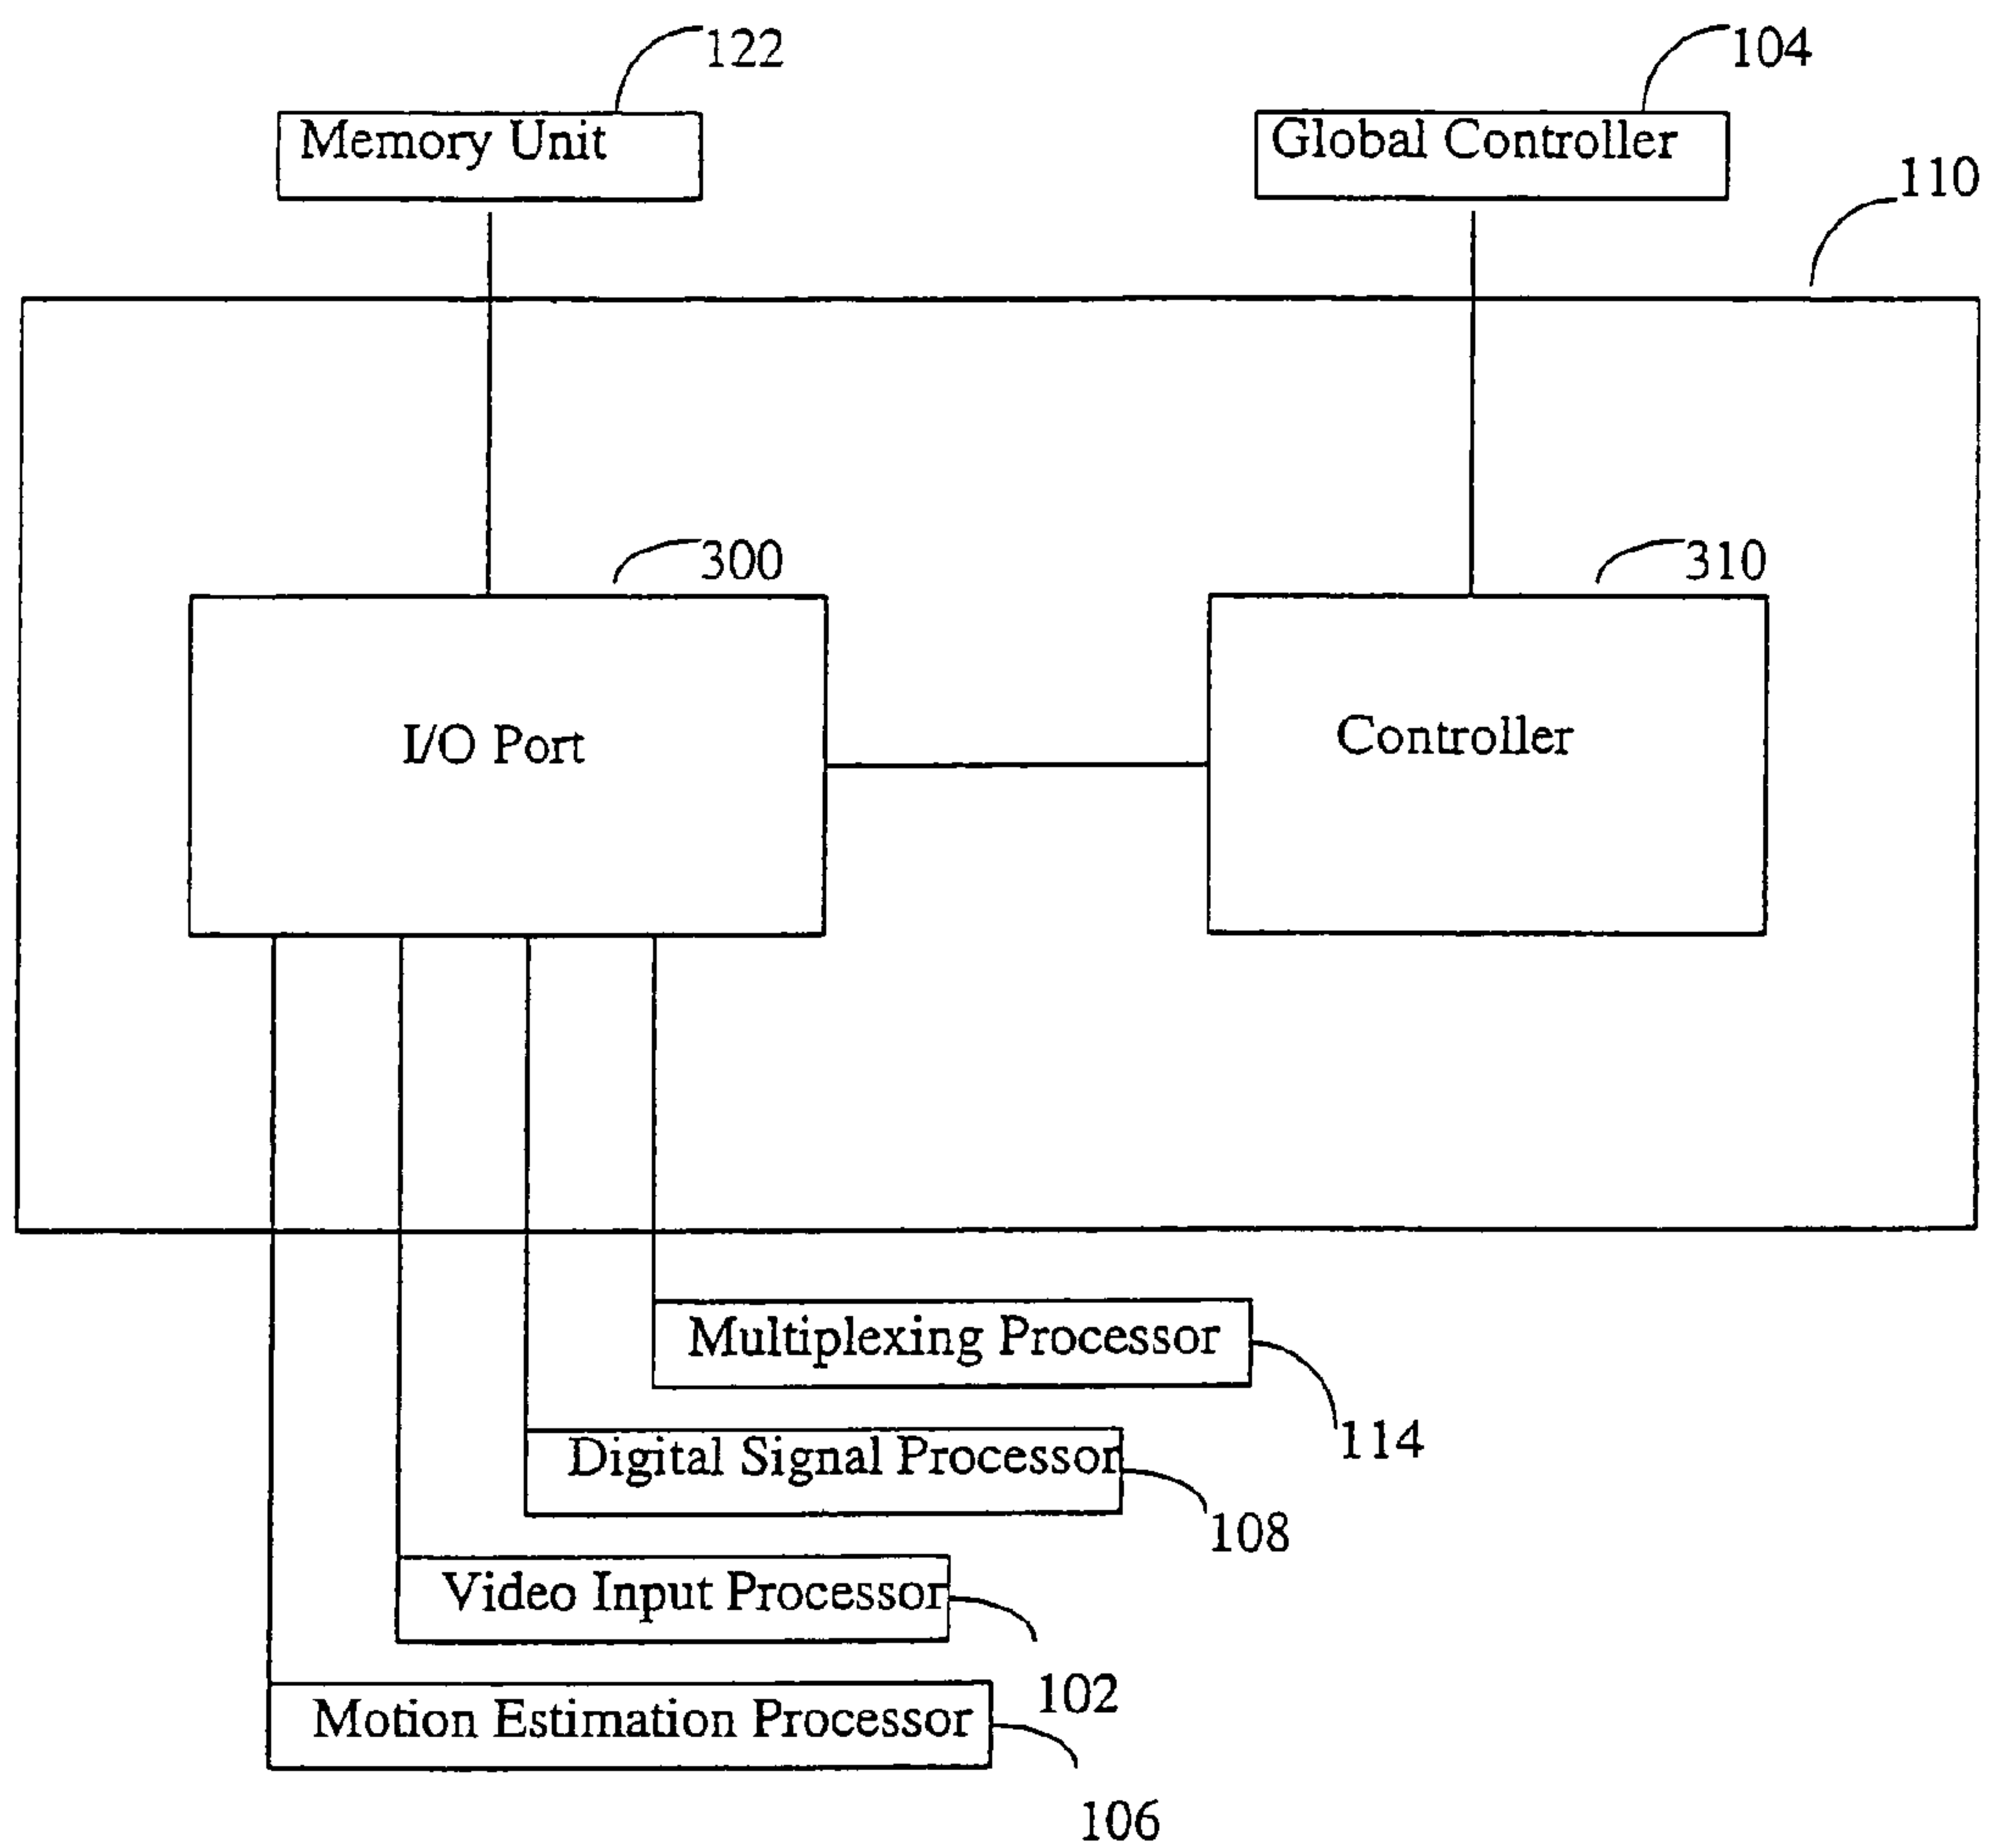 122
104
Memory Unit
Global Controller
110
300
310
I/O Port
Controller
Multiplexing Processor
114
Digital Signal Processor
108
Video Input Processor
102
Motion Estimation Processor
106